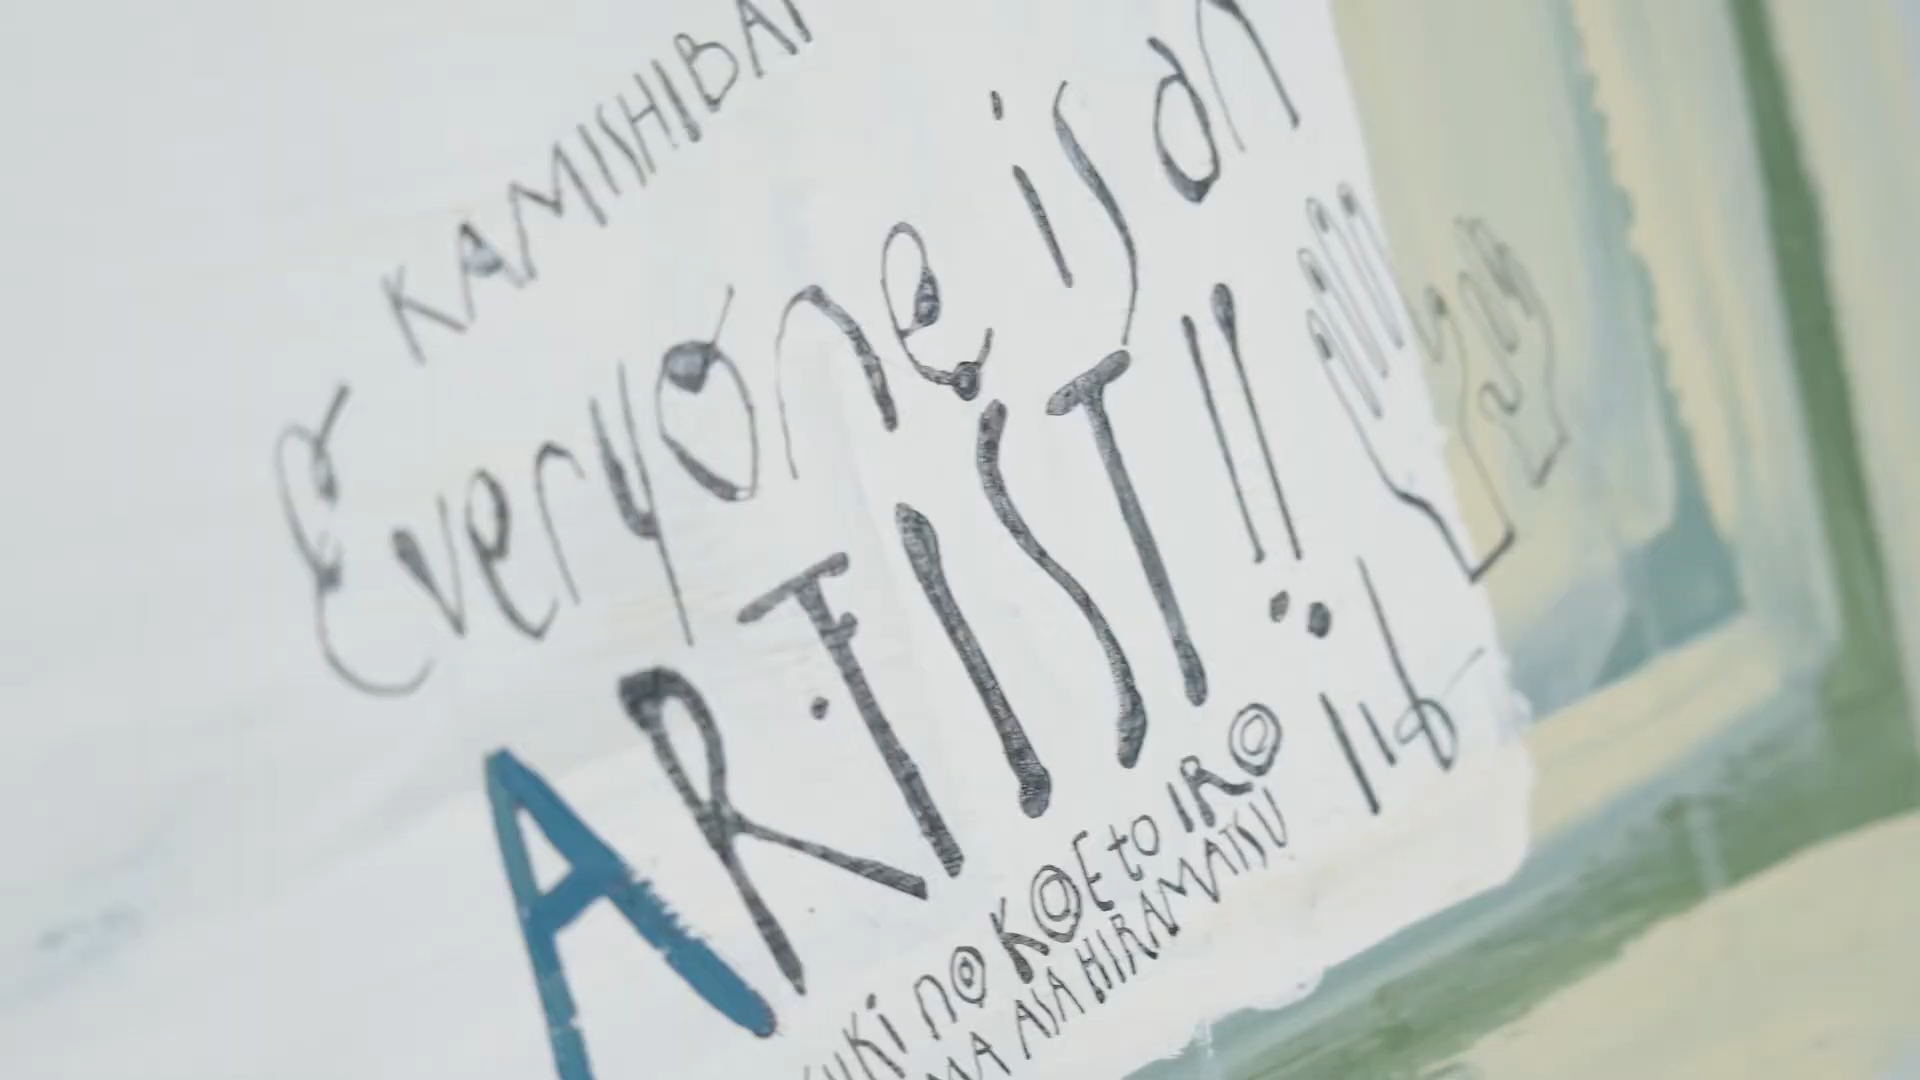 KAMISHIBAI
Everyone is an
ARTIST!!
no KOE to IRO
ASA HIRAMATSU